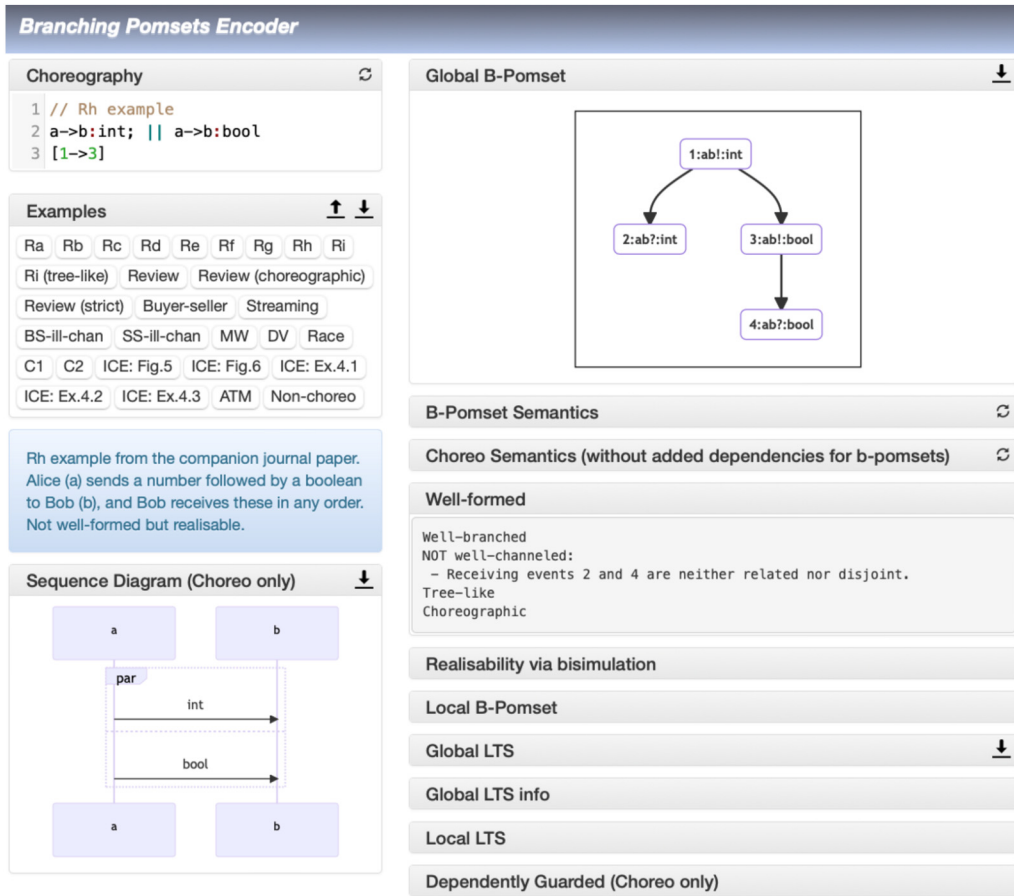 Branching Pomsets Encoder
Choreography
1 // Rh example
2 a->b:int; || a->b:bool
3 [1->3]
Examples
Ra Rb Rc Rd Re Rf Rg Rh Ri
Ri (tree-like) Review Review (choreographic)
Review (strict) Buyer-seller Streaming
BS-ill-chan SS-ill-chan MW DV Race
C1 C2 ICE: Fig.5 ICE: Fig.6 ICE: Ex.4.1
ICE: Ex.4.2 ICE: Ex.4.3 ATM Non-choreo
Rh example from the companion journal paper.
Alice (a) sends a number followed by a boolean
to Bob (b), and Bob receives these in any order.
Not well-formed but realisable.
Sequence Diagram (Choreo only)
a b
par
int
bool
a b
Global B-Pomset
1:ab!:int
2:ab?:int 3:ab!:bool
4:ab?:bool
B-Pomset Semantics
Choreo Semantics (without added dependencies for b-pomsets)
Well-formed
Well-branched
NOT well-channeled:
- Receiving events 2 and 4 are neither related nor disjoint.
Tree-like
Choreographic
Realisability via bisimulation
Local B-Pomset
Global LTS
Global LTS info
Local LTS
Dependently Guarded (Choreo only)